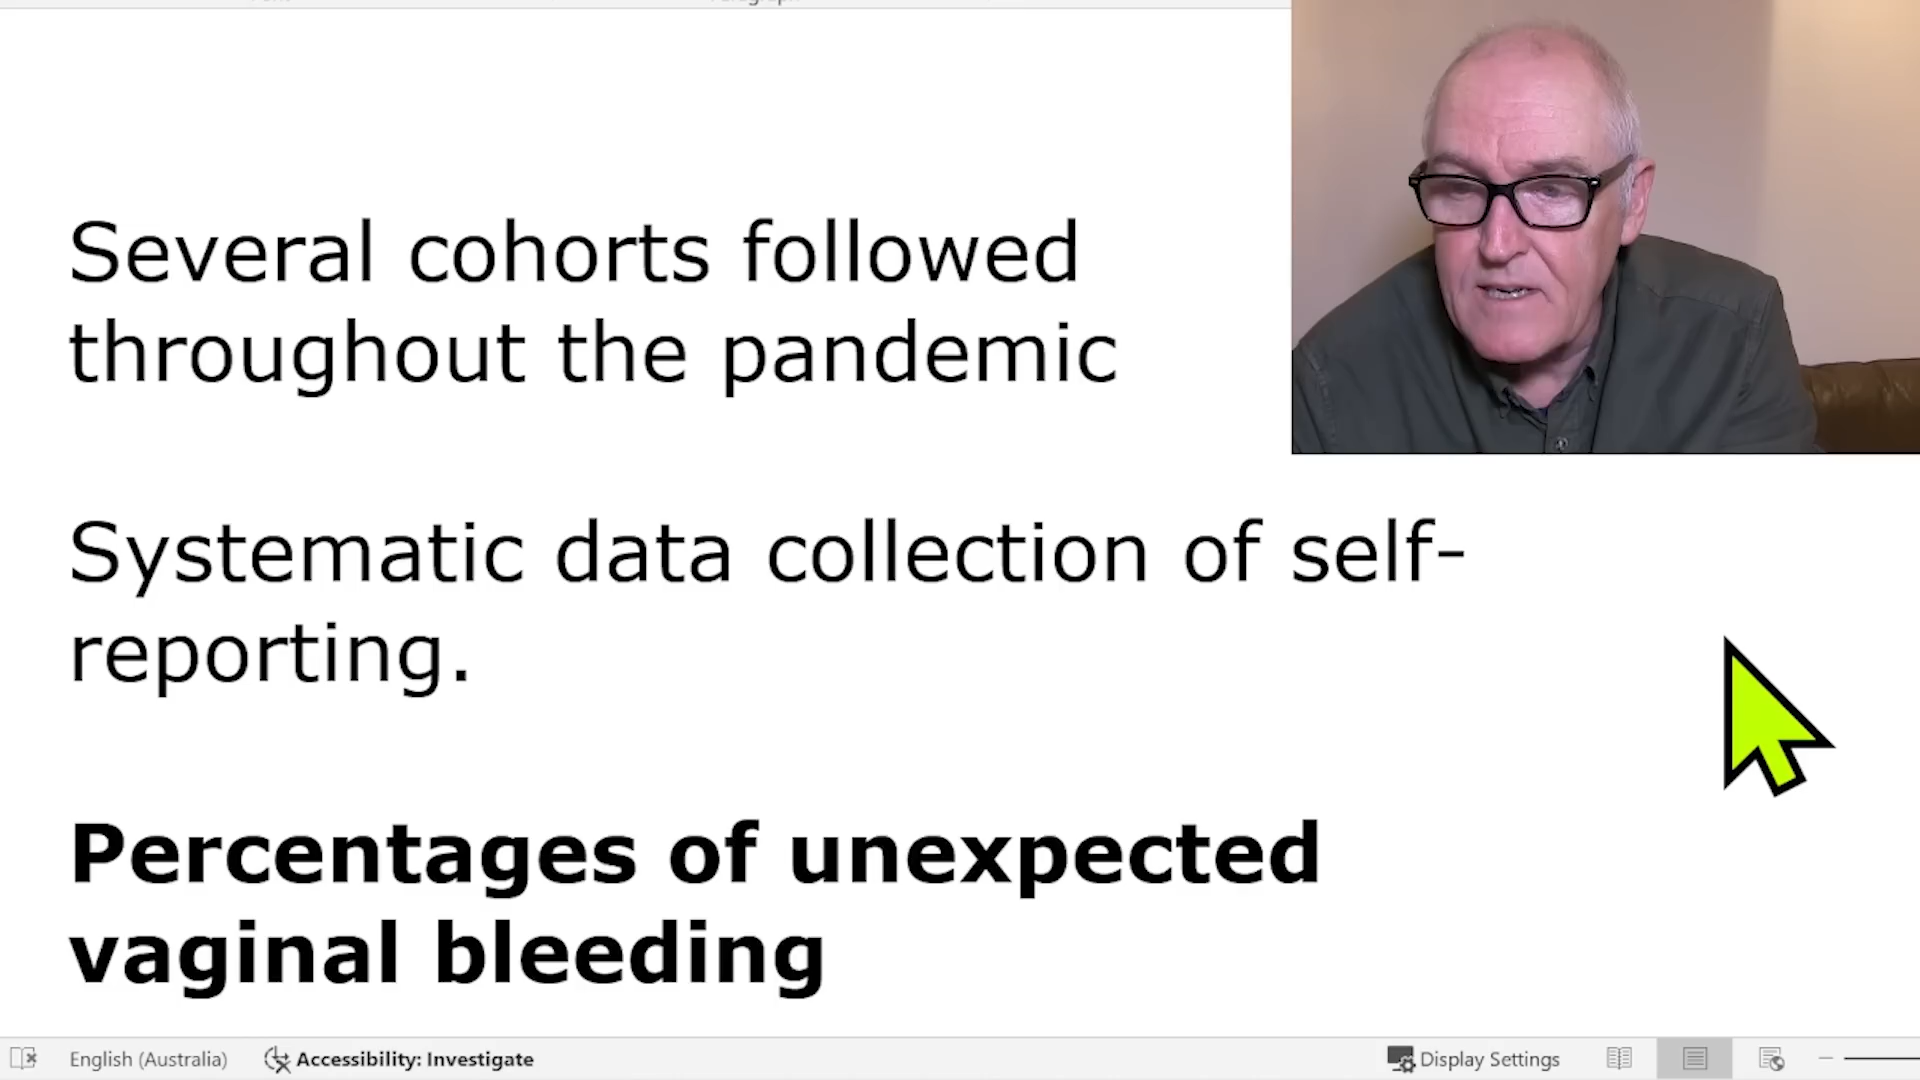 Several cohorts followed
throughout the pandemic
Systematic data collection of self-
reporting.
Percentages of unexpected
vaginal bleeding
English (Australia)
Accessibility: Investigate
Display Settings